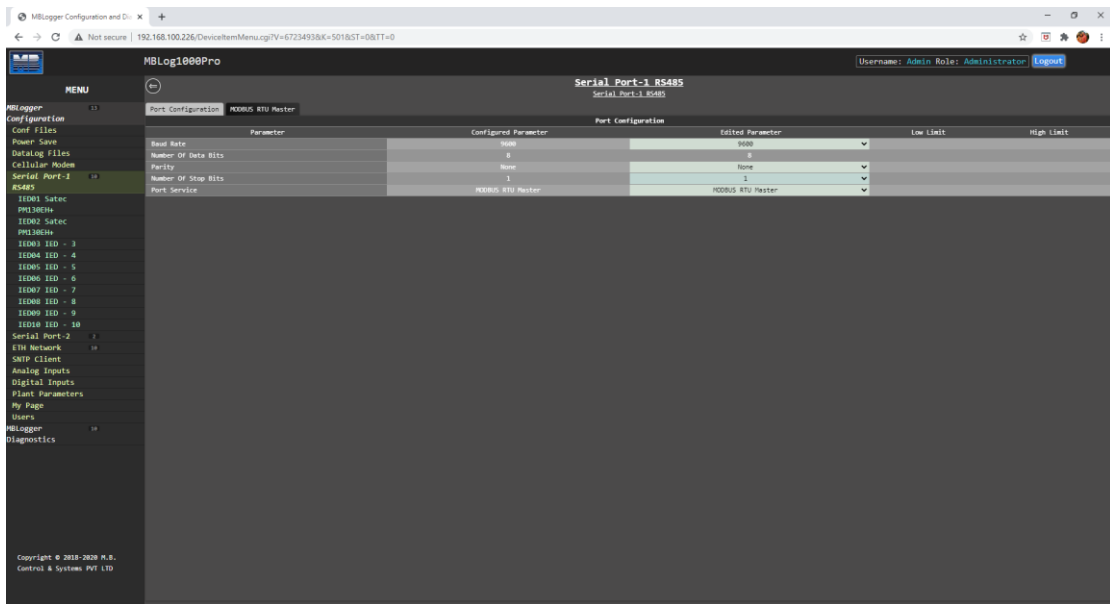 MBLogger Configuration and Di
Not secure 192.168.100.226/DeviceItemMenu.cgi?V=6723493&K=501&ST=0&TT=0
MB
MBLog1000Pro
Username: Admin Role: Administrator Logout
MENU
Serial Port-1 RS485
Serial Port-1 RS485
Port Configuration MODBUS RTU Master
Port Configuration
Parameter Configured Parameter Edited Parameter Low Limit High Limit
Baud Rate 9600 9600
Number Of Data Bits 8 8
Parity None None
Number Of Stop Bits 1 1
Port Service MODBUS RTU Master MODBUS RTU Master
MBLogger
Configuration
Conf Files
Power Save
DataLog Files
Cellular Modem
Serial Port-1
RS485
IED01 Satec
PM130EH+
IED02 Satec
PM130EH+
IED03 IED - 3
IED04 IED - 4
IED05 IED - 5
IED06 IED - 6
IED07 IED - 7
IED08 IED - 8
IED09 IED - 9
IED10 IED - 10
Serial Port-2
ETH Network
SNTP Client
Analog Inputs
Digital Inputs
Plant Parameters
My Page
Users
MBLogger
Diagnostics
Copyright © 2018-2020 M.B.
Control & Systems PVT LTD